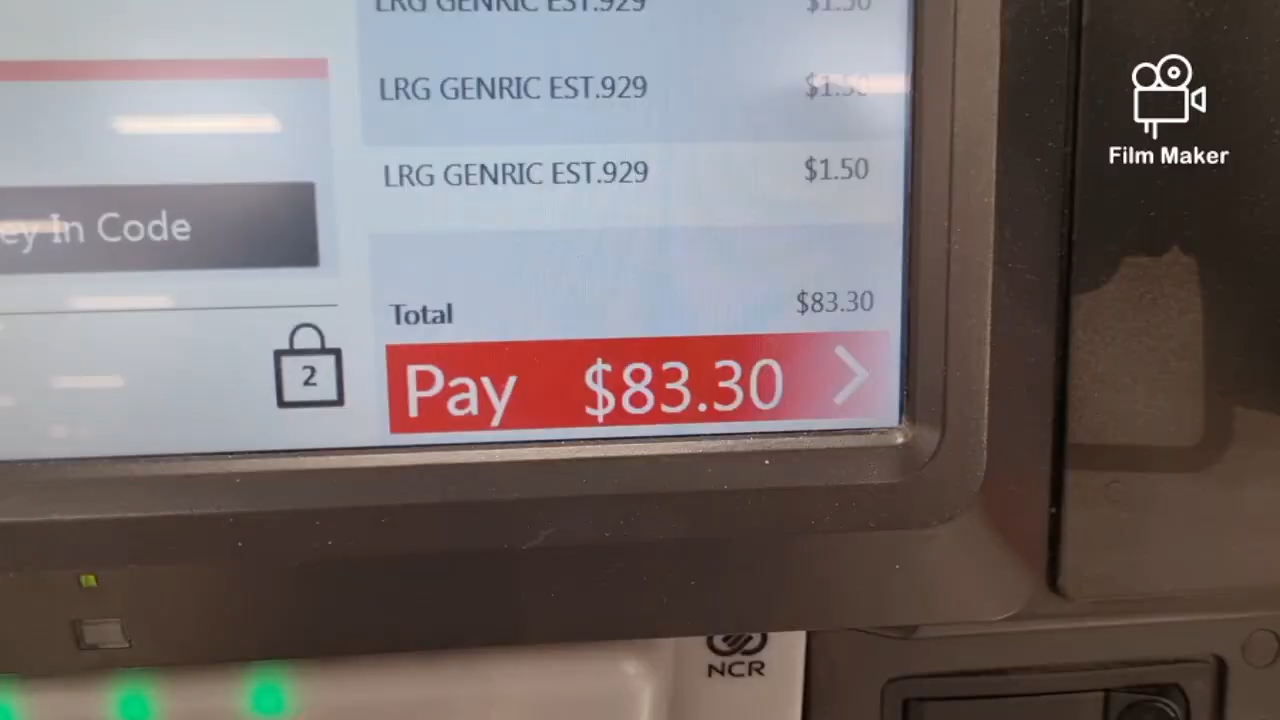 LRG GENRIC EST.929 $1.50
LRG GENRIC EST.929 $1.50
LRG GENRIC EST.929 $1.50
ey In Code
Total $83.30
2
Pay $83.30
NCR
Film Maker